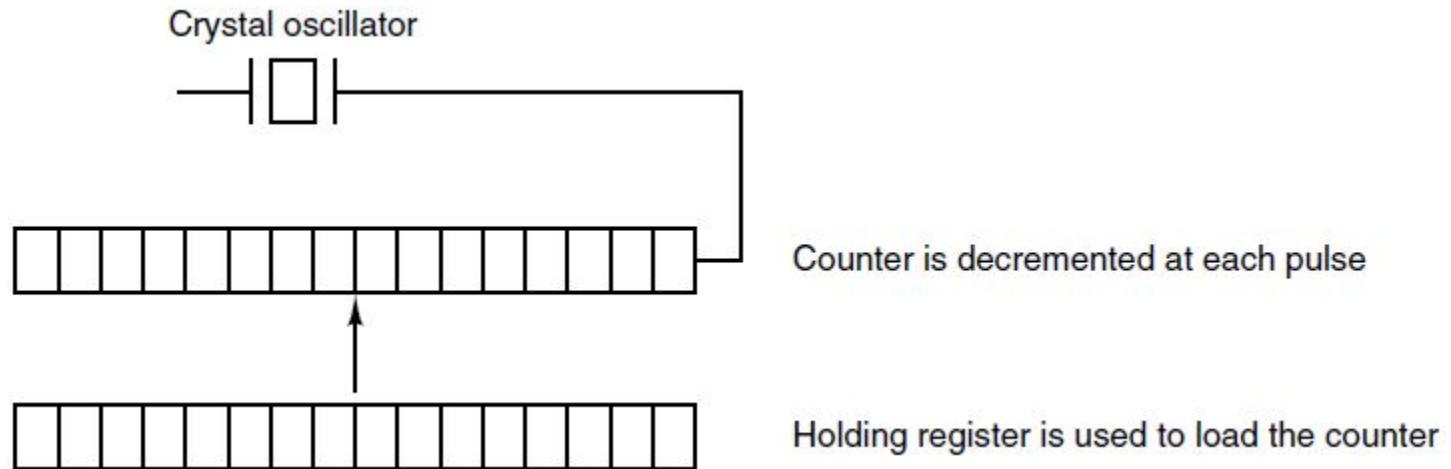 Crystal oscillator
Counter is decremented at each pulse
Holding register is used to load the counter